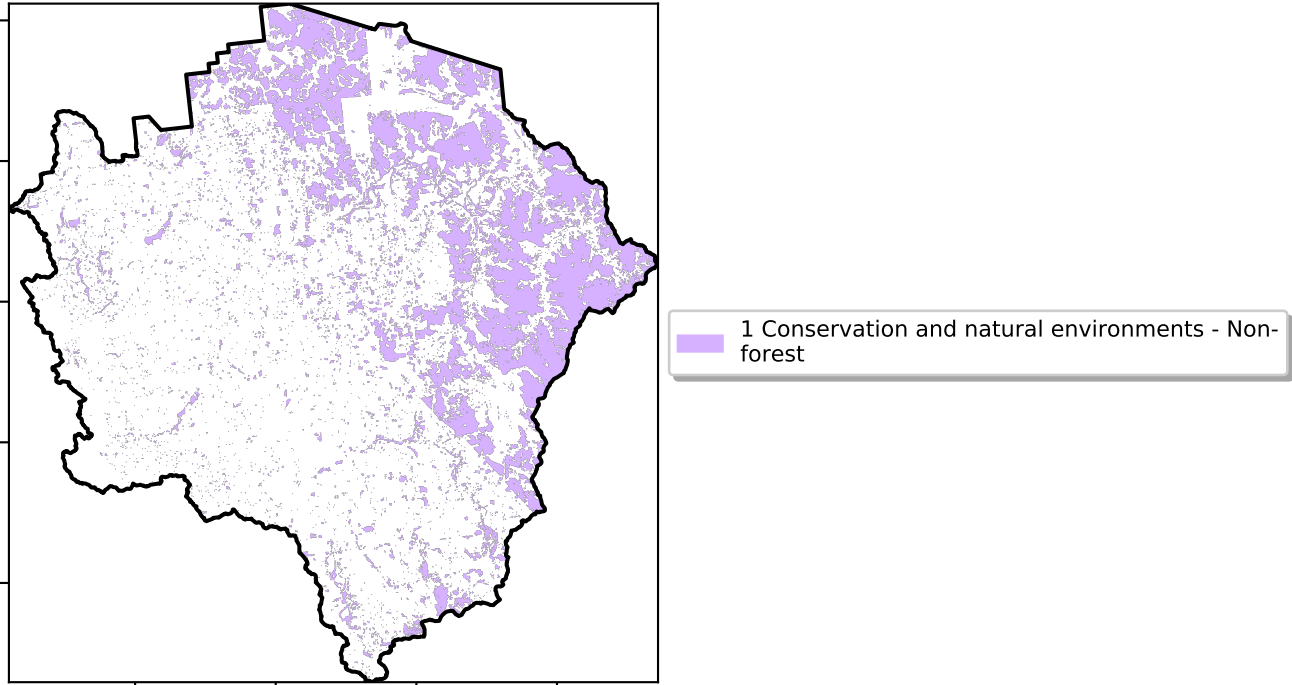 1 Conservation and natural environments - Non-
forest